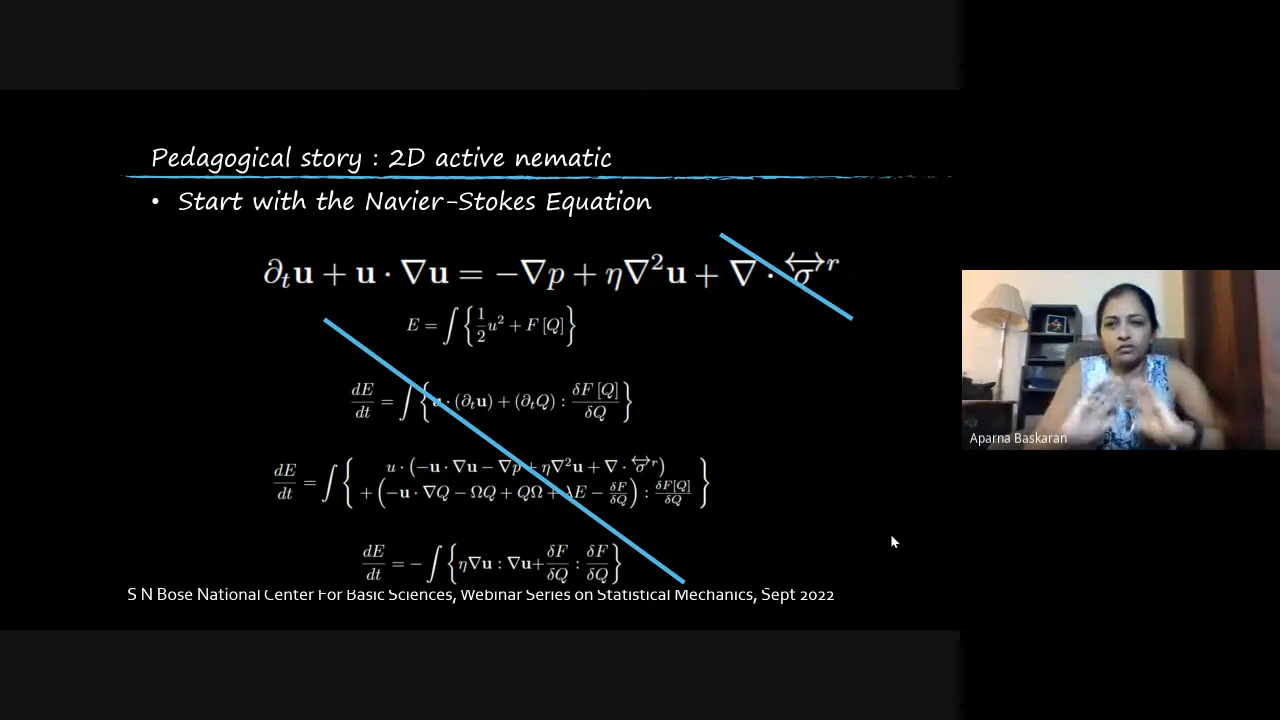 Pedagogical story : 2D active nematic
• Start with the Navier-Stokes Equation
∂ₜu + u · ∇u = −∇p + η∇²u + ∇ · σ⃡ʳ
E = ∫ { 1/2 u² + F [Q] }
dE/dt = ∫ { u · (∂ₜu) + (∂ₜQ) : δF [Q]/δQ }
dE/dt = ∫ { u · (−u · ∇u − ∇p + η∇²u + ∇ · σ⃡ʳ)
+ (−u · ∇Q − ΩQ + QΩ + λE − δF/δQ) : δF[Q]/δQ }
dE/dt = − ∫ { η∇u : ∇u + δF/δQ : δF/δQ }
S N Bose National Center For Basic Sciences, Webinar Series on Statistical Mechanics, Sept 2022
Aparna Baskaran